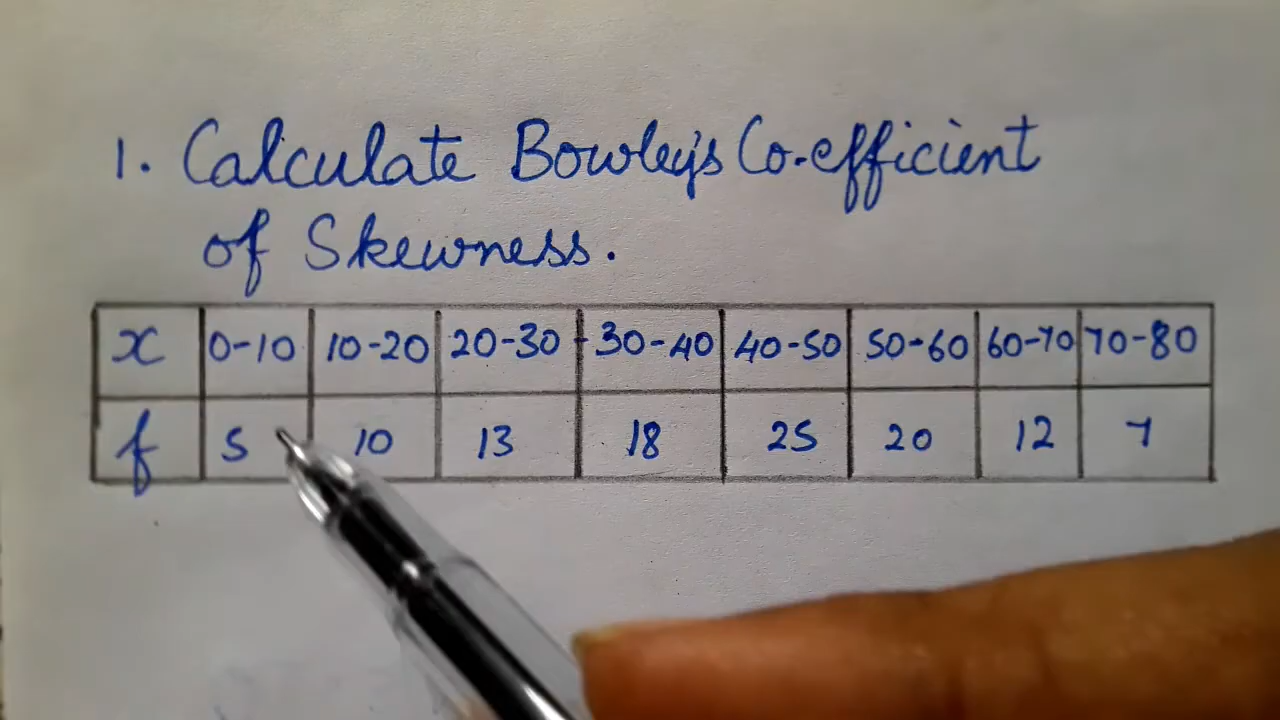 1. Calculate Bowley's Co-efficient
of Skewness.
x 0-10 10-20 20-30 30-40 40-50 50-60 60-70 70-80
f 5 10 13 18 25 20 12 7